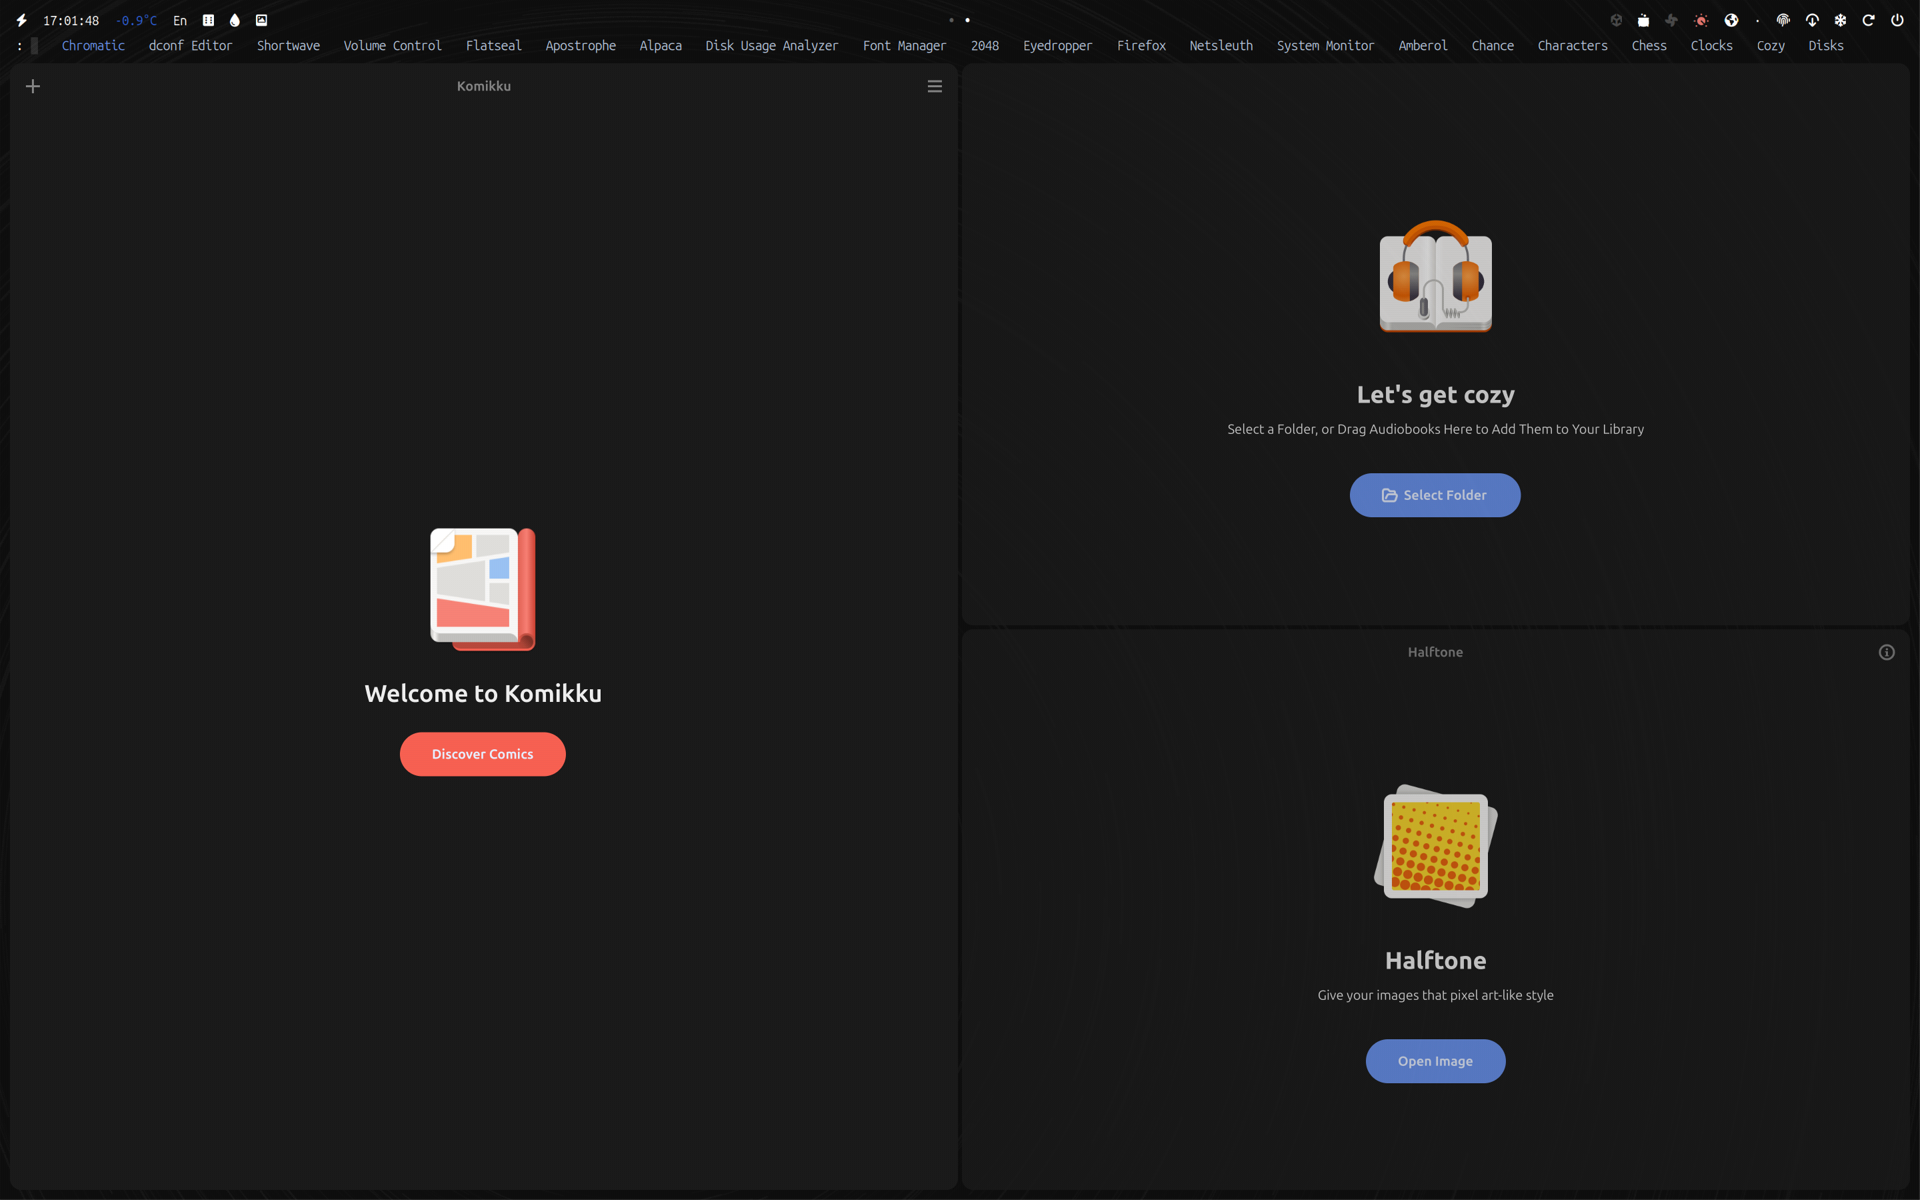 17:01:48 -0.9°C En
: Chromatic dconf Editor Shortwave Volume Control Flatseal Apostrophe Alpaca Disk Usage Analyzer Font Manager 2048 Eyedropper Firefox Netsleuth System Monitor Amberol Chance Characters Chess Clocks Cozy Disks
Komikku
Welcome to Komikku
Discover Comics
Let's get cozy
Select a Folder, or Drag Audiobooks Here to Add Them to Your Library
Select Folder
Halftone
Halftone
Give your images that pixel art-like style
Open Image